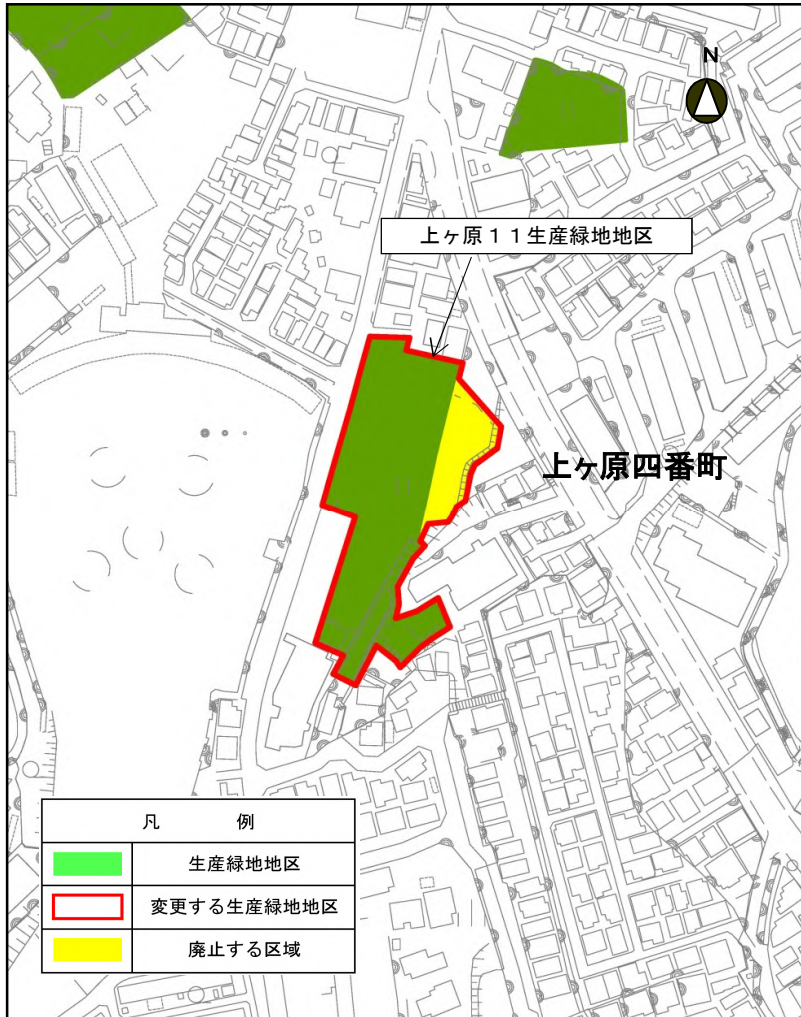 N
上ヶ原11生産緑地地区
上ヶ原四番町
凡 例
生産緑地地区
変更する生産緑地地区
廃止する区域